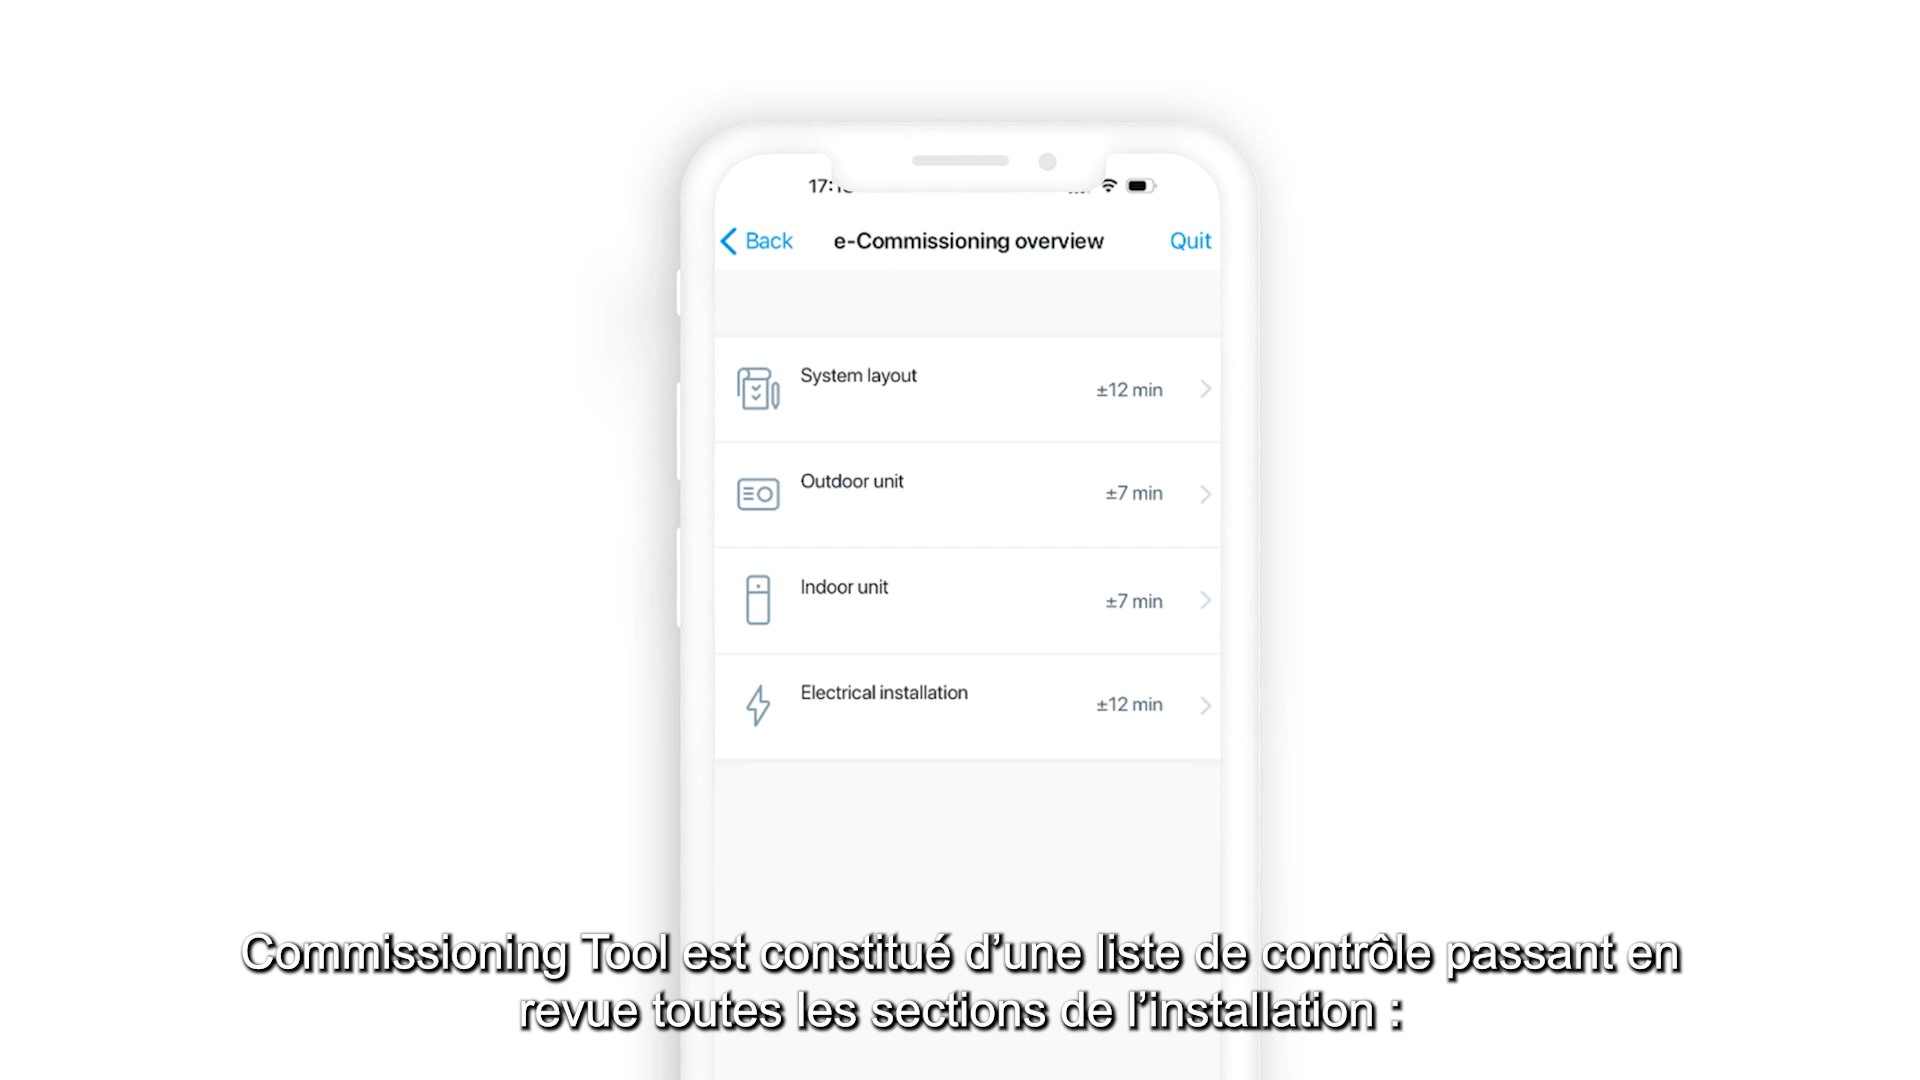 Back e-Commissioning overview Quit
System layout
±12 min
Outdoor unit
±7 min
Indoor unit
±7 min
Electrical installation
±12 min
Commissioning Tool est constitué d’une liste de contrôle passant en
revue toutes les sections de l’installation :